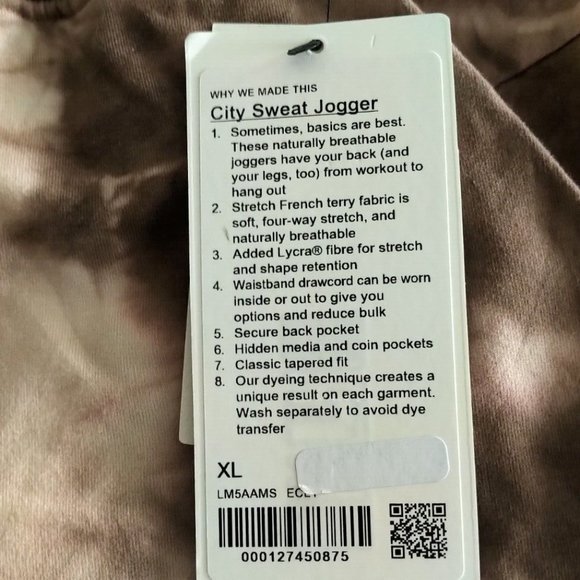 WHY WE MADE THIS
City Sweat Jogger
1. Sometimes, basics are best.
These naturally breathable
joggers have your back (and
your legs, too) from workout to
hang out
2. Stretch French terry fabric is
soft, four-way stretch, and
naturally breathable
3. Added Lycra® fibre for stretch
and shape retention
4. Waistband drawcord can be worn
inside or out to give you
options and reduce bulk
5. Secure back pocket
6. Hidden media and coin pockets
7. Classic tapered fit
8. Our dyeing technique creates a
unique result on each garment.
Wash separately to avoid dye
transfer
XL
LM5AAMS
000127450875